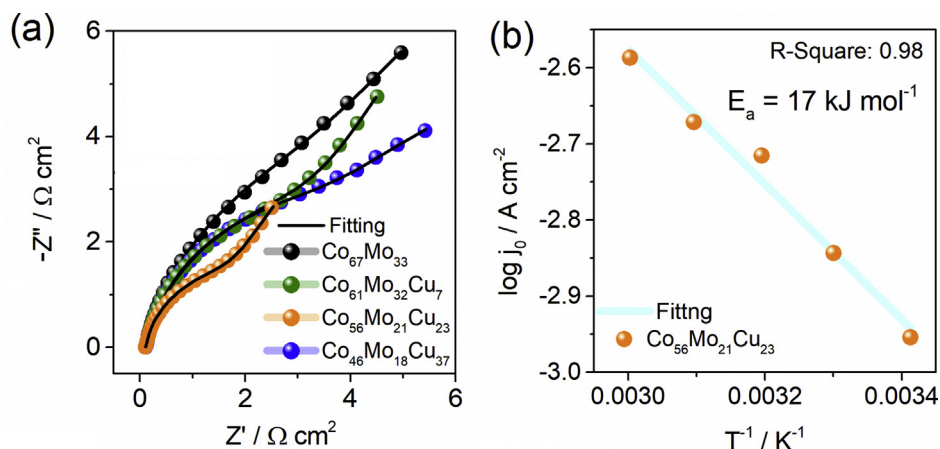 (a)
6
4
2
0
-Z″ / Ω cm²
Fitting
Co₆₇Mo₃₃
Co₆₁Mo₃₂Cu₇
Co₅₆Mo₂₁Cu₂₃
Co₄₆Mo₁₈Cu₃₇
0 2 4 6
Z' / Ω cm²
(b)
R-Square: 0.98
Eₐ = 17 kJ mol⁻¹
-2.6
-2.7
-2.8
-2.9
-3.0
log j₀ / A cm⁻²
Fittng
Co₅₆Mo₂₁Cu₂₃
0.0030 0.0032 0.0034
T⁻¹ / K⁻¹